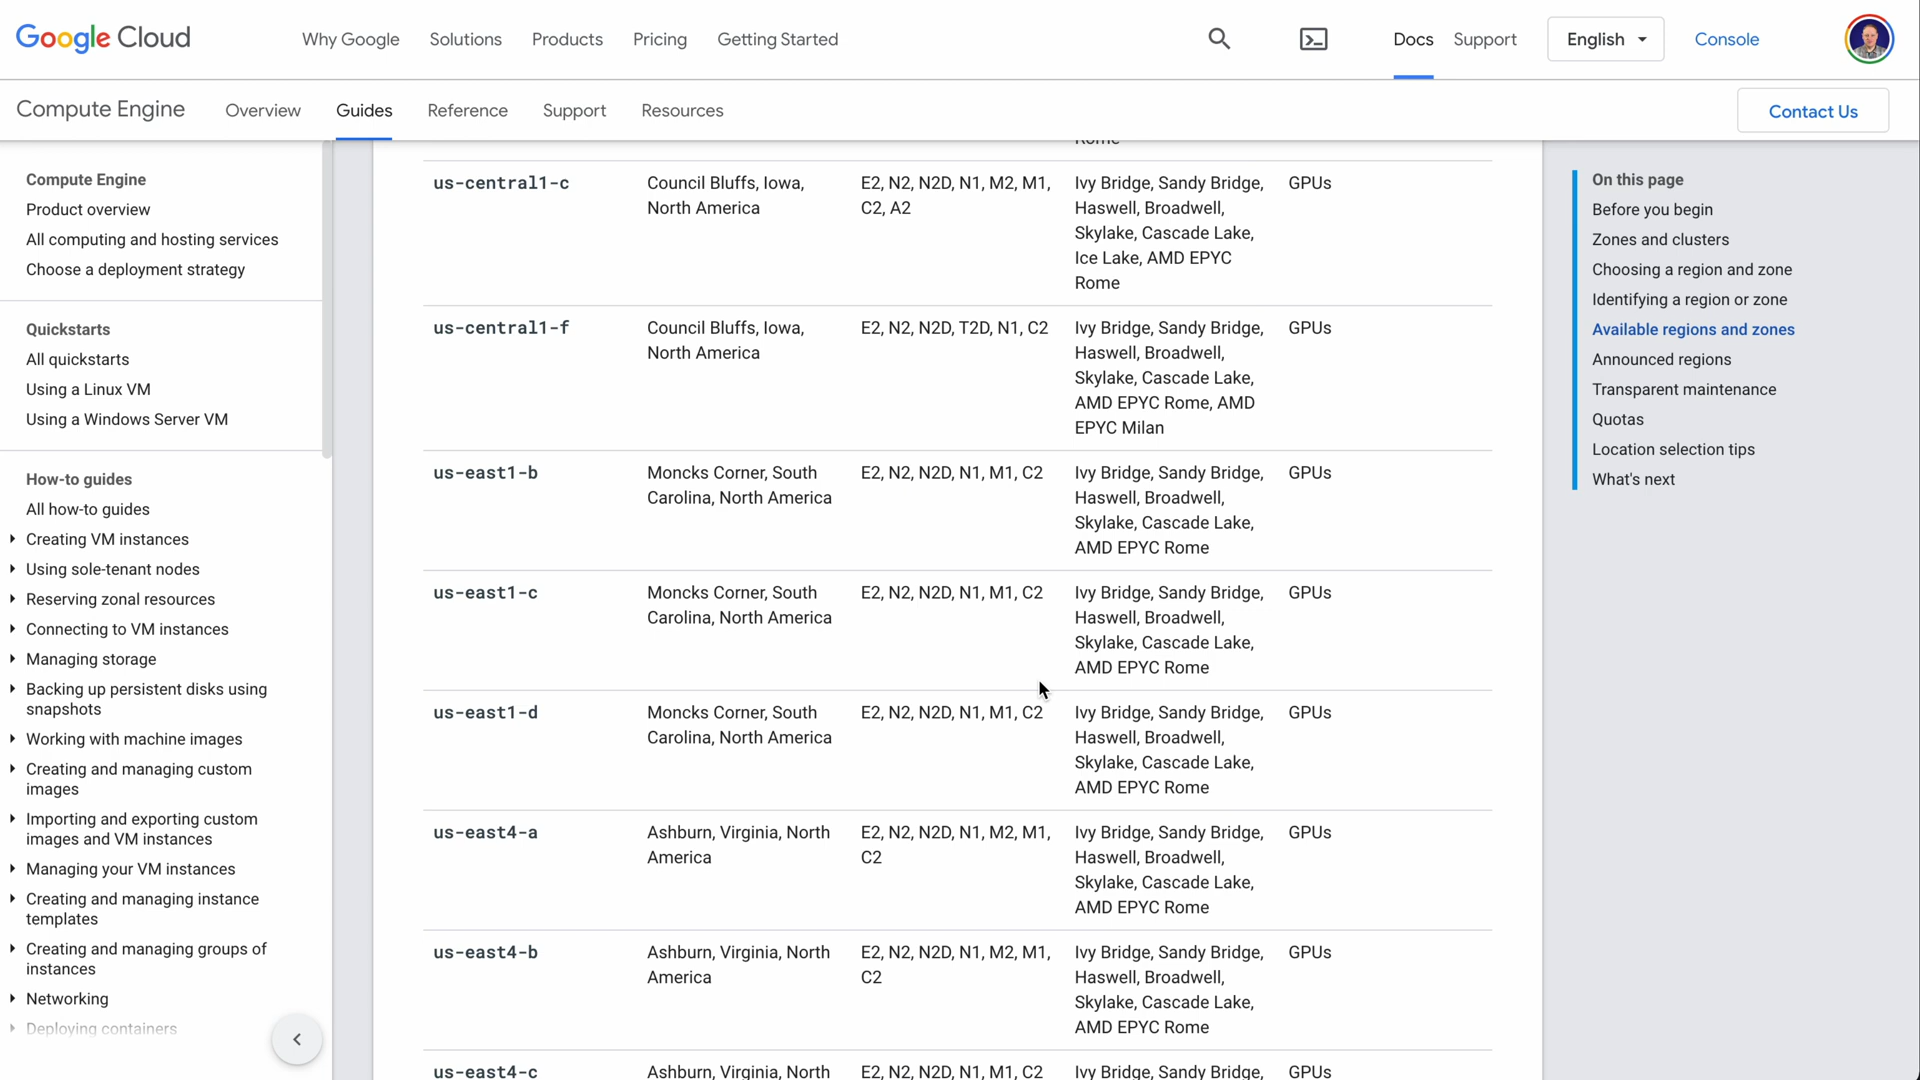 Google Cloud
Why Google
Solutions
Products
Pricing
Getting Started
Docs
Support
English
Console
Compute Engine
Overview
Guides
Reference
Support
Resources
Contact Us
Compute Engine
Product overview
All computing and hosting services
Choose a deployment strategy
Quickstarts
All quickstarts
Using a Linux VM
Using a Windows Server VM
How-to guides
All how-to guides
Creating VM instances
Using sole-tenant nodes
Reserving zonal resources
Connecting to VM instances
Managing storage
Backing up persistent disks using
snapshots
Working with machine images
Creating and managing custom
images
Importing and exporting custom
images and VM instances
Managing your VM instances
Creating and managing instance
templates
Creating and managing groups of
instances
Networking
Deploying containers
Rome
us-central1-c
Council Bluffs, Iowa,
North America
E2, N2, N2D, N1, M2, M1,
C2, A2
Ivy Bridge, Sandy Bridge,
Haswell, Broadwell,
Skylake, Cascade Lake,
Ice Lake, AMD EPYC
Rome
GPUs
us-central1-f
Council Bluffs, Iowa,
North America
E2, N2, N2D, T2D, N1, C2
Ivy Bridge, Sandy Bridge,
Haswell, Broadwell,
Skylake, Cascade Lake,
AMD EPYC Rome, AMD
EPYC Milan
GPUs
us-east1-b
Moncks Corner, South
Carolina, North America
E2, N2, N2D, N1, M1, C2
Ivy Bridge, Sandy Bridge,
Haswell, Broadwell,
Skylake, Cascade Lake,
AMD EPYC Rome
GPUs
us-east1-c
Moncks Corner, South
Carolina, North America
E2, N2, N2D, N1, M1, C2
Ivy Bridge, Sandy Bridge,
Haswell, Broadwell,
Skylake, Cascade Lake,
AMD EPYC Rome
GPUs
us-east1-d
Moncks Corner, South
Carolina, North America
E2, N2, N2D, N1, M1, C2
Ivy Bridge, Sandy Bridge,
Haswell, Broadwell,
Skylake, Cascade Lake,
AMD EPYC Rome
GPUs
us-east4-a
Ashburn, Virginia, North
America
E2, N2, N2D, N1, M2, M1,
C2
Ivy Bridge, Sandy Bridge,
Haswell, Broadwell,
Skylake, Cascade Lake,
AMD EPYC Rome
GPUs
us-east4-b
Ashburn, Virginia, North
America
E2, N2, N2D, N1, M2, M1,
C2
Ivy Bridge, Sandy Bridge,
Haswell, Broadwell,
Skylake, Cascade Lake,
AMD EPYC Rome
GPUs
us-east4-c
Ashburn, Virginia, North
E2, N2, N2D, N1, M1, C2
Ivy Bridge, Sandy Bridge,
GPUs
On this page
Before you begin
Zones and clusters
Choosing a region and zone
Identifying a region or zone
Available regions and zones
Announced regions
Transparent maintenance
Quotas
Location selection tips
What's next